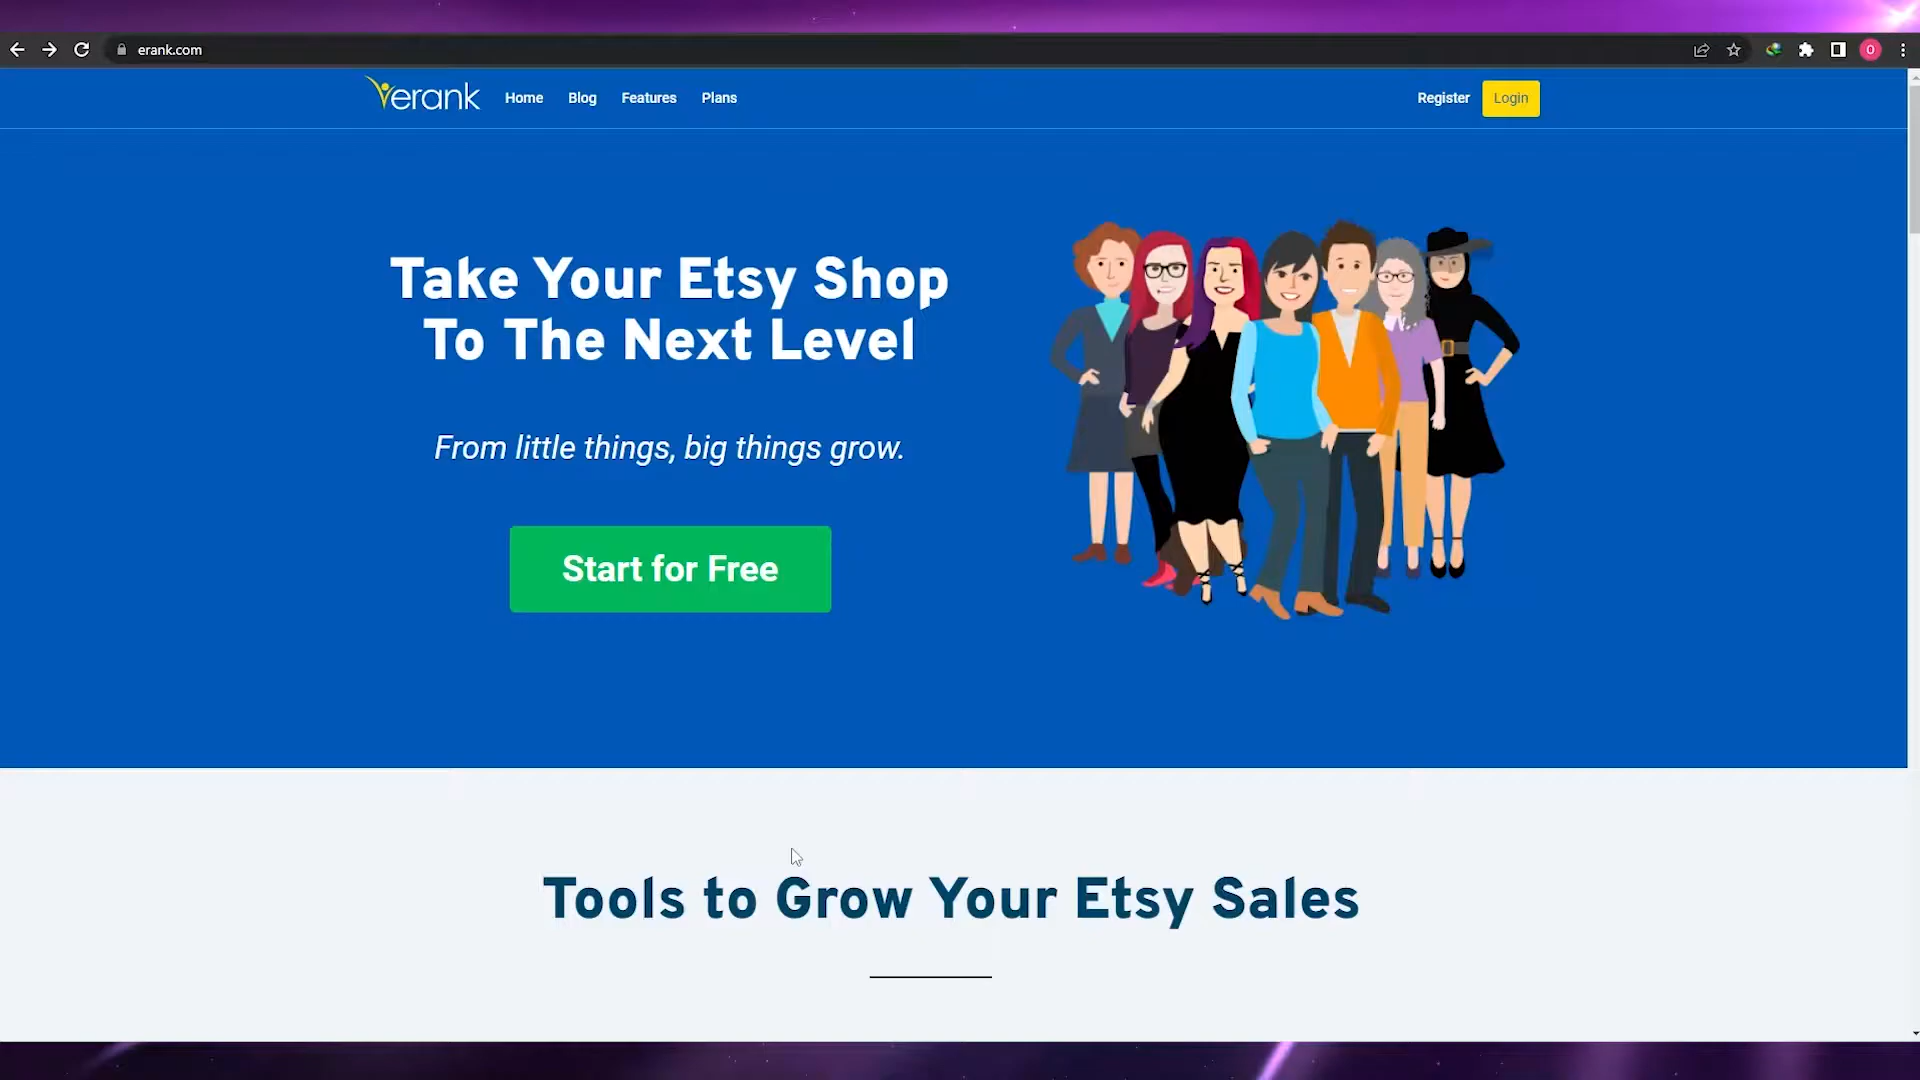 erank.com
O
erank
Home
Blog
Features
Plans
Register
Login
Take Your Etsy Shop
To The Next Level
From little things, big things grow.
Start for Free
Tools to Grow Your Etsy Sales